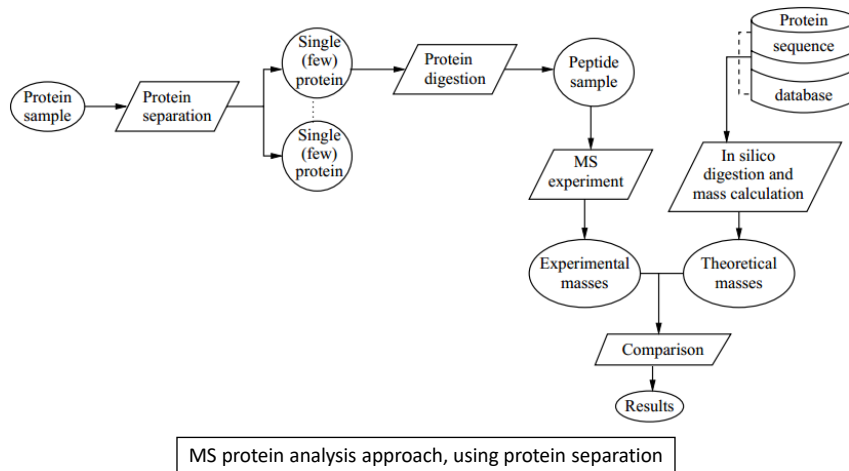 Protein
sample
Protein
separation
Single
(few)
protein
Single
(few)
protein
Protein
digestion
Peptide
sample
MS
experiment
Experimental
masses
Protein
sequence
database
In silico
digestion and
mass calculation
Theoretical
masses
Comparison
Results
MS protein analysis approach, using protein separation